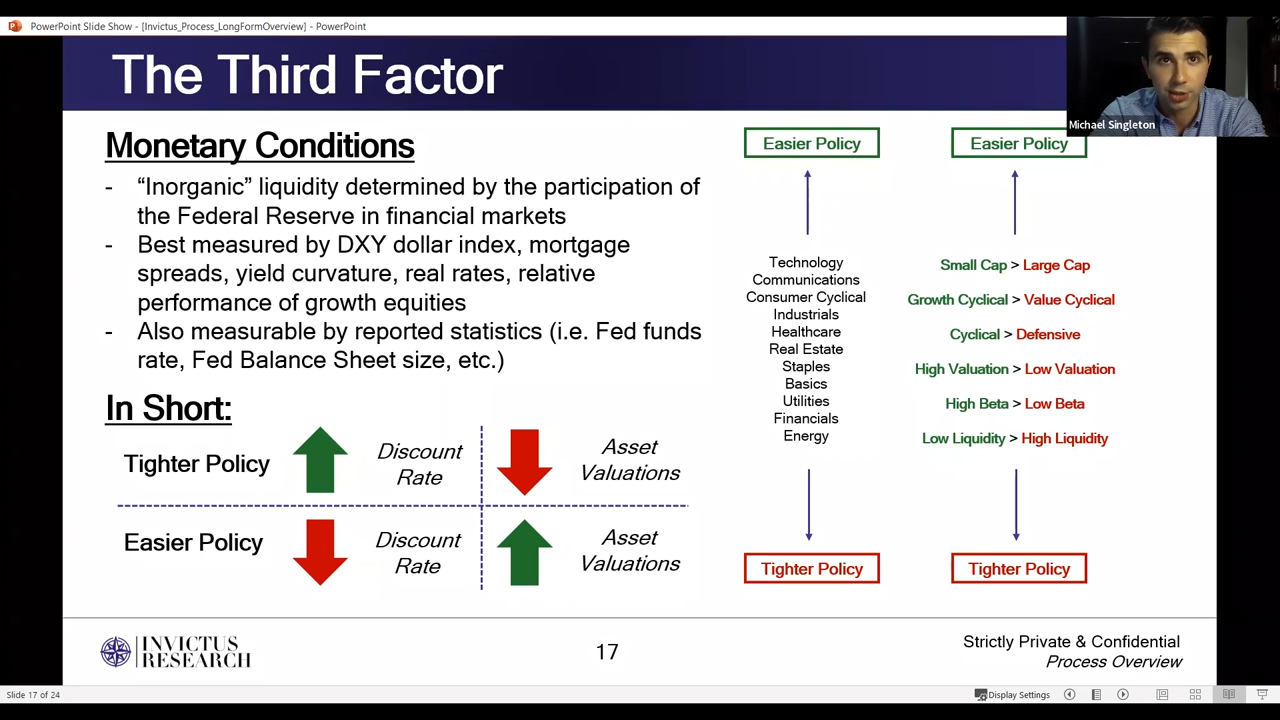 PowerPoint Slide Show - [Invictus_Process_LongFormOverview] - PowerPoint
The Third Factor
Michael Singleton
Monetary Conditions
- "Inorganic" liquidity determined by the participation of
the Federal Reserve in financial markets
- Best measured by DXY dollar index, mortgage
spreads, yield curvature, real rates, relative
performance of growth equities
- Also measurable by reported statistics (i.e. Fed funds
rate, Fed Balance Sheet size, etc.)
In Short:
Tighter Policy
Discount
Rate
Asset
Valuations
Easier Policy
Discount
Rate
Asset
Valuations
Easier Policy
Technology
Communications
Consumer Cyclical
Industrials
Healthcare
Real Estate
Staples
Basics
Utilities
Financials
Energy
Tighter Policy
Easier Policy
Small Cap > Large Cap
Growth Cyclical > Value Cyclical
Cyclical > Defensive
High Valuation > Low Valuation
High Beta > Low Beta
Low Liquidity > High Liquidity
Tighter Policy
INVICTUS
RESEARCH
17
Strictly Private & Confidential
Process Overview
Slide 17 of 24
Display Settings